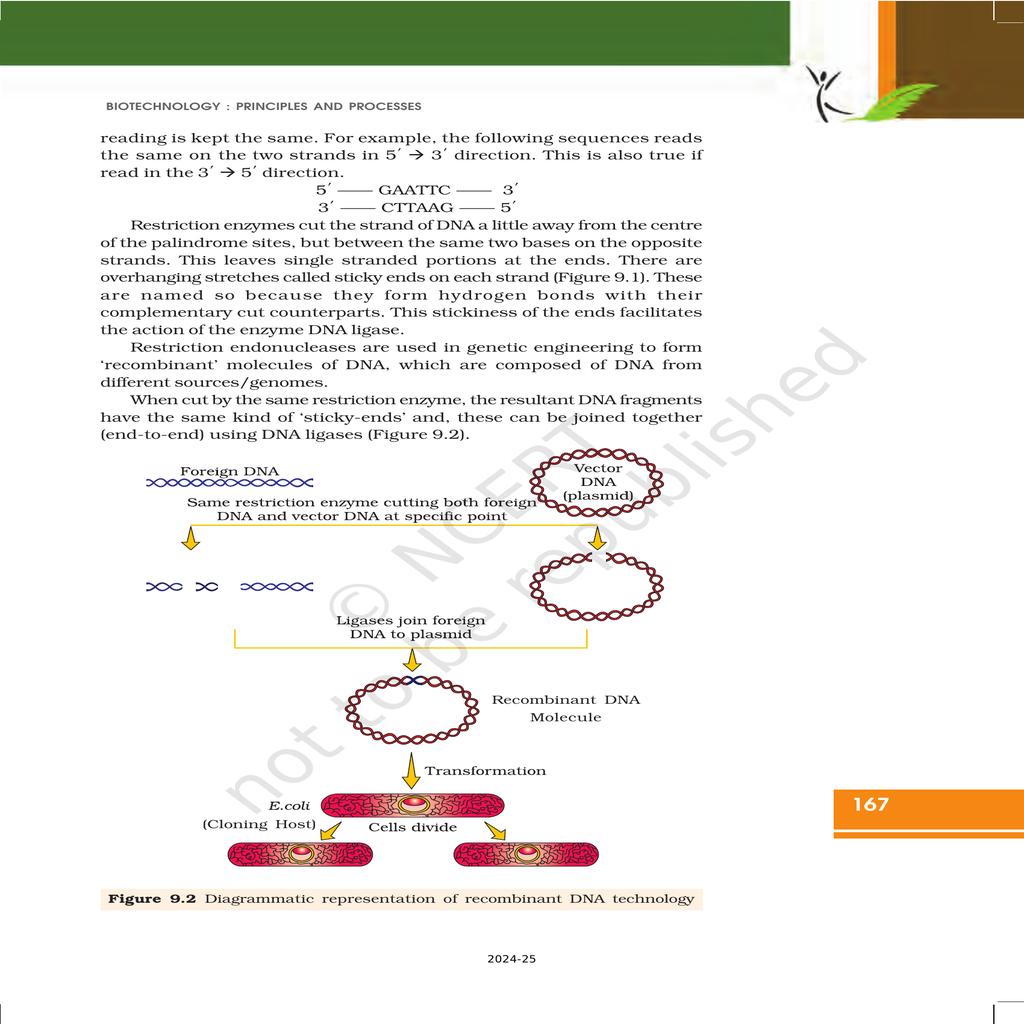 BIOTECHNOLOGY : PRINCIPLES AND PROCESSES
reading is kept the same. For example, the following sequences reads
the same on the two strands in 5′ → 3′ direction. This is also true if
read in the 3′ → 5′ direction.
5′ —— GAATTC —— 3′
3′ —— CTTAAG —— 5′
Restriction enzymes cut the strand of DNA a little away from the centre
of the palindrome sites, but between the same two bases on the opposite
strands. This leaves single stranded portions at the ends. There are
overhanging stretches called sticky ends on each strand (Figure 9.1). These
are named so because they form hydrogen bonds with their
complementary cut counterparts. This stickiness of the ends facilitates
the action of the enzyme DNA ligase.
Restriction endonucleases are used in genetic engineering to form
‘recombinant’ molecules of DNA, which are composed of DNA from
different sources/genomes.
When cut by the same restriction enzyme, the resultant DNA fragments
have the same kind of ‘sticky-ends’ and, these can be joined together
(end-to-end) using DNA ligases (Figure 9.2).
Foreign DNA
Vector
DNA
(plasmid)
Same restriction enzyme cutting both foreign
DNA and vector DNA at specific point
Ligases join foreign
DNA to plasmid
Recombinant DNA
Molecule
Transformation
E.coli
(Cloning Host)
Cells divide
167
Figure 9.2 Diagrammatic representation of recombinant DNA technology
2024-25
© NCERT
not to be republished